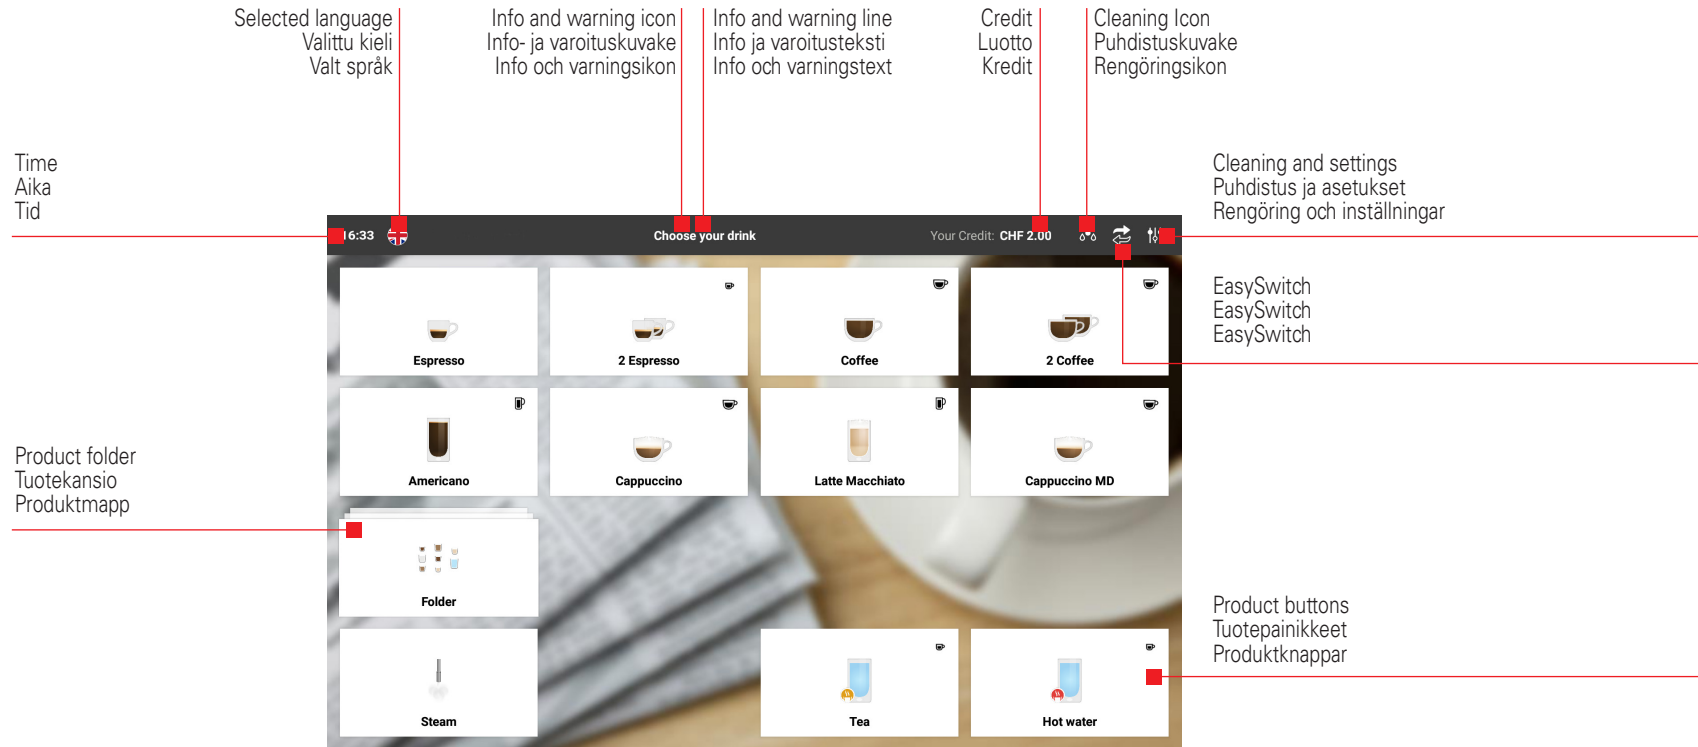 Selected language
Valittu kieli
Valt språk
Info and warning icon
Info- ja varoituskuvake
Info och varningsikon
Info and warning line
Info ja varoitusteksti
Info och varningstext
Credit
Luotto
Kredit
Cleaning Icon
Puhdistuskuvake
Rengöringsikon
Time
Aika
Tid
Cleaning and settings
Puhdistus ja asetukset
Rengöring och inställningar
16:33
Choose your drink
Your Credit: CHF 2.00
EasySwitch
EasySwitch
EasySwitch
Espresso
2 Espresso
Coffee
2 Coffee
Americano
Cappuccino
Latte Macchiato
Cappuccino MD
Product folder
Tuotekansio
Produktmapp
Folder
Product buttons
Tuotepainikkeet
Produktknappar
Steam
Tea
Hot water